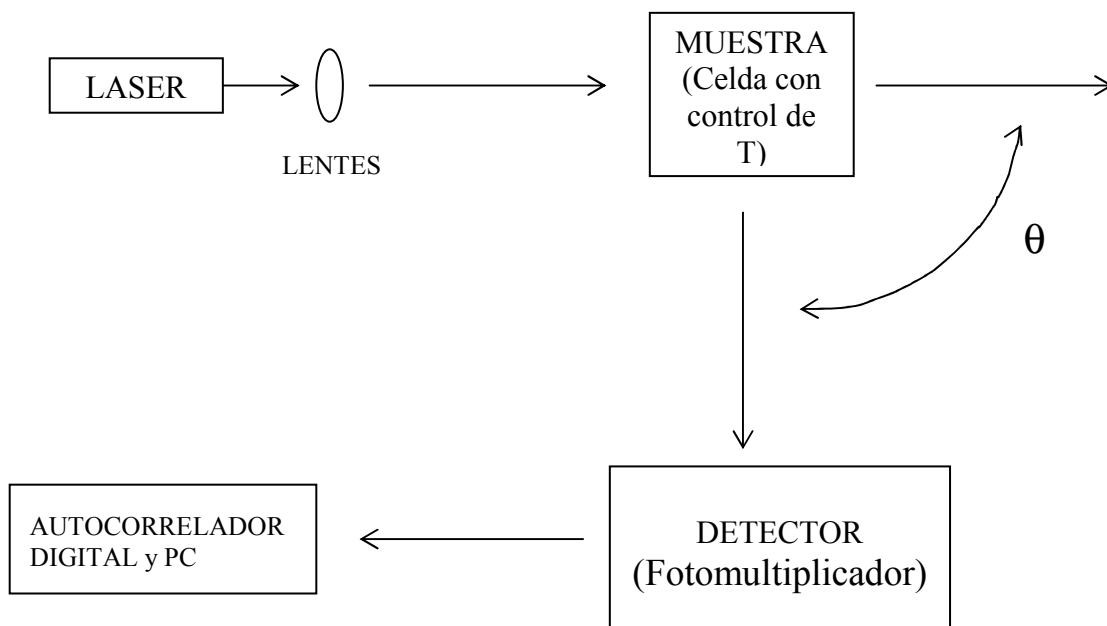 LASER
LENTES
MUESTRA
(Celda con
control de
T)
θ
DETECTOR
(Fotomultiplicador)
AUTOCORRELADOR
DIGITAL y PC